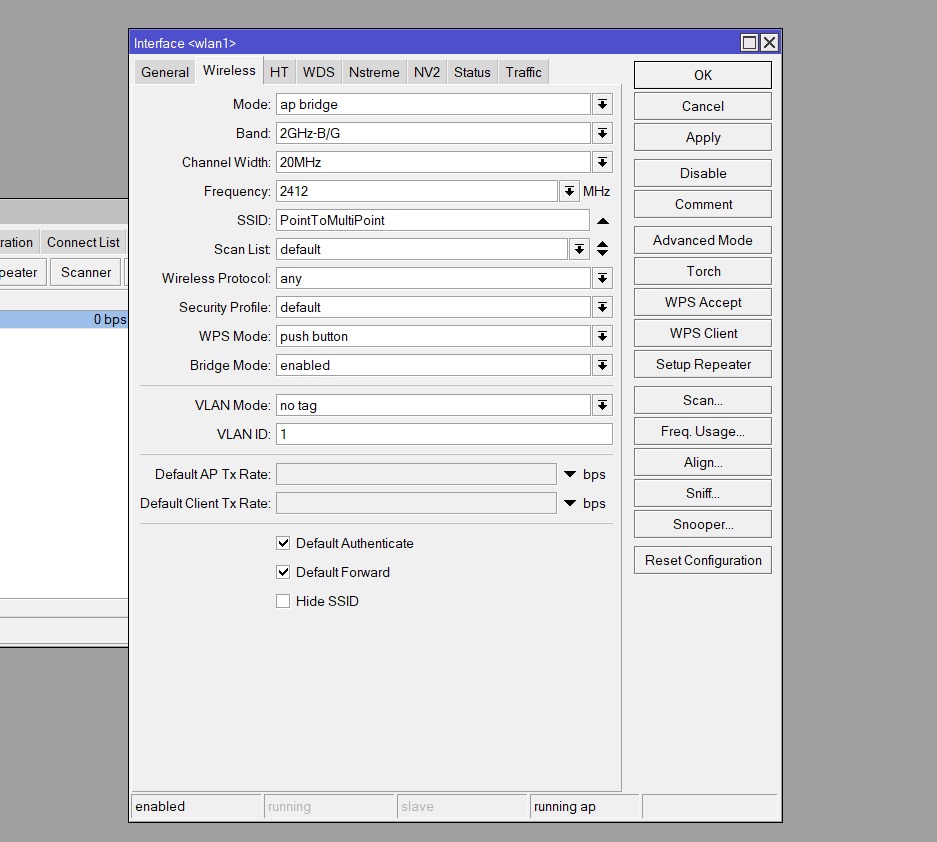 Interface <wlan1>
General Wireless HT WDS Nstreme NV2 Status Traffic
Mode: ap bridge
Band: 2GHz-B/G
Channel Width: 20MHz
Frequency: 2412 MHz
SSID: PointToMultiPoint
Scan List: default
Wireless Protocol: any
Security Profile: default
WPS Mode: push button
Bridge Mode: enabled
VLAN Mode: no tag
VLAN ID: 1
Default AP Tx Rate: bps
Default Client Tx Rate: bps
Default Authenticate
Default Forward
Hide SSID
OK
Cancel
Apply
Disable
Comment
Advanced Mode
Torch
WPS Accept
WPS Client
Setup Repeater
Scan...
Freq. Usage...
Align...
Sniff...
Snooper...
Reset Configuration
enabled running slave running ap
ration Connect List
peater Scanner
0 bps